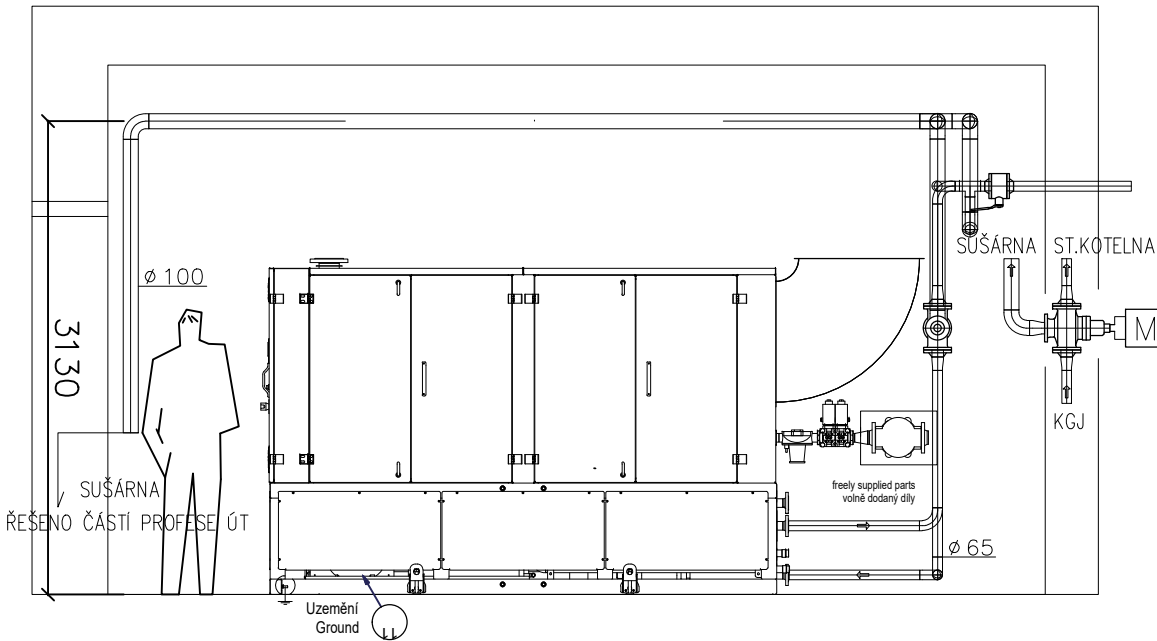 SUŠÁRNA
ST.KOTELNA
ø 100
3130
M
KGJ
SUŠÁRNA
ŘEŠENO ČÁSTÍ PROFESE ÚT
freely supplied parts
volně dodaný díly
ø 65
Uzemění
Ground